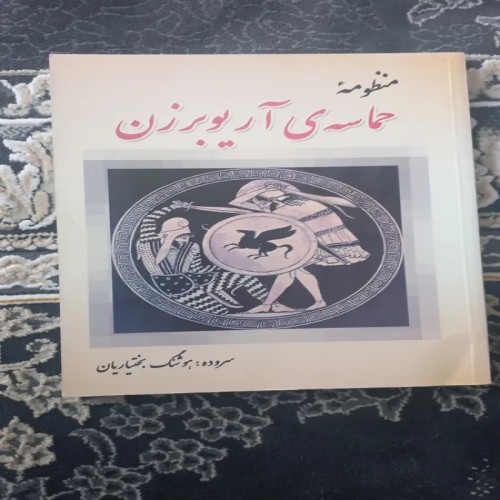 منظومهٔ
حماسه‌ی آریوبرزن
سروده: هوشنگ بختیاریان